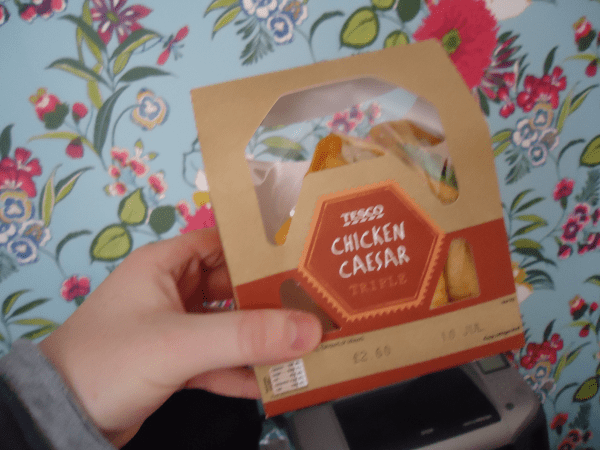 TESCO
CHICKEN
CAESAR
TRIPLE
£2.60 10 JUL